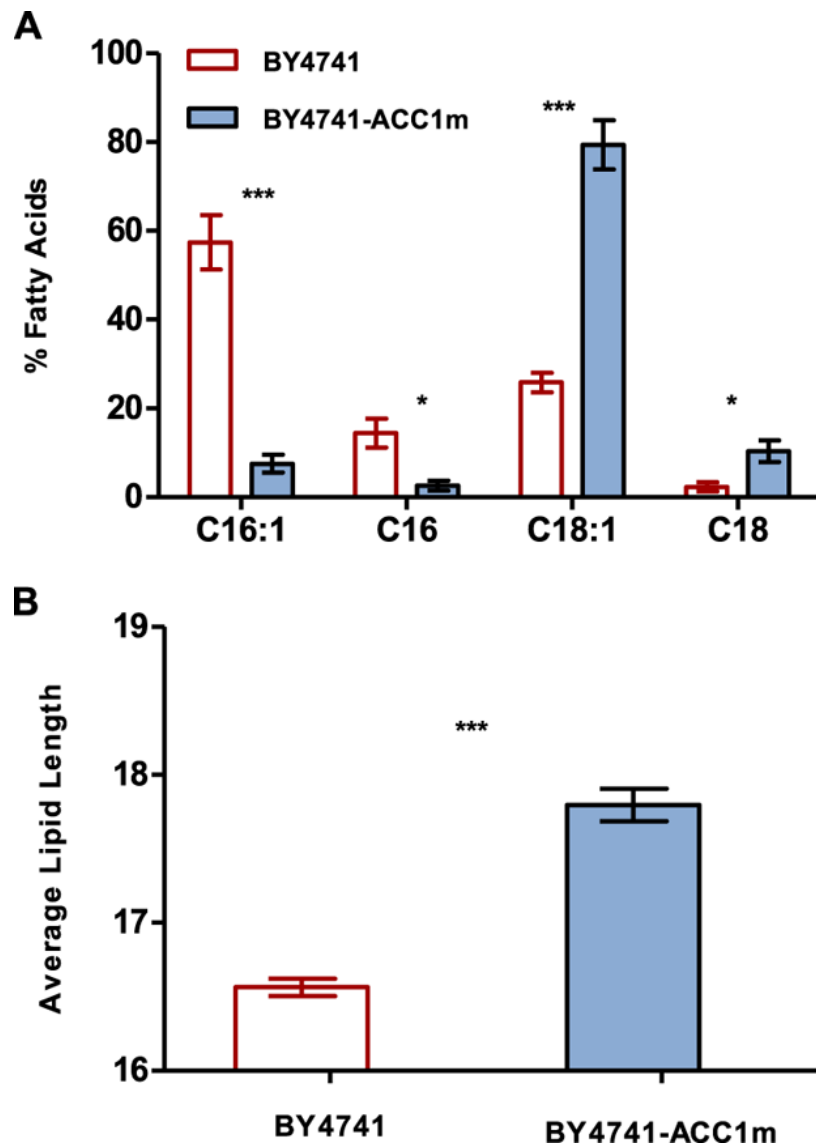 A
% Fatty Acids
100
80
60
40
20
0
BY4741
BY4741-ACC1m
***
*
***
*
C16:1 C16 C18:1 C18
B
Average Lipid Length
19
18
17
16
***
BY4741 BY4741-ACC1m